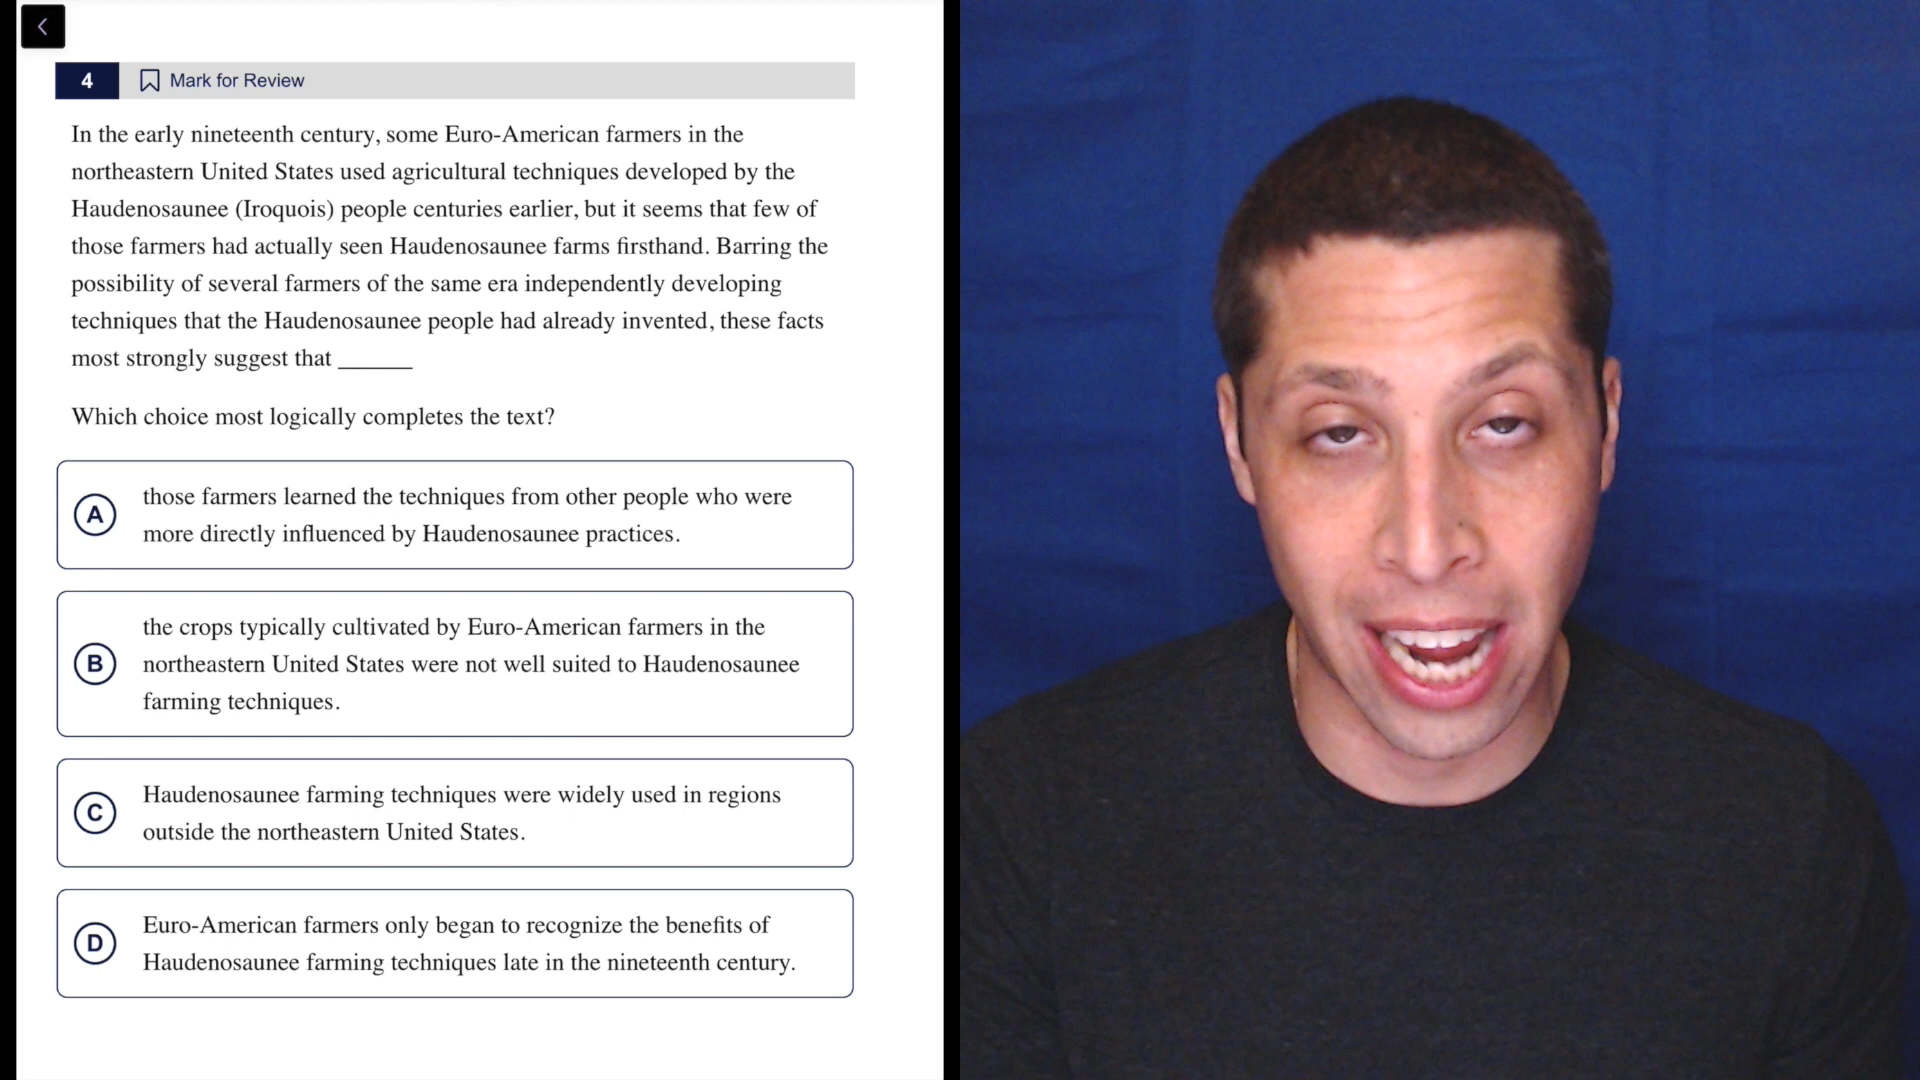 4 Mark for Review
In the early nineteenth century, some Euro-American farmers in the
northeastern United States used agricultural techniques developed by the
Haudenosaunee (Iroquois) people centuries earlier, but it seems that few of
those farmers had actually seen Haudenosaunee farms firsthand. Barring the
possibility of several farmers of the same era independently developing
techniques that the Haudenosaunee people had already invented, these facts
most strongly suggest that ______
Which choice most logically completes the text?
A those farmers learned the techniques from other people who were
more directly influenced by Haudenosaunee practices.
B the crops typically cultivated by Euro-American farmers in the
northeastern United States were not well suited to Haudenosaunee
farming techniques.
C Haudenosaunee farming techniques were widely used in regions
outside the northeastern United States.
D Euro-American farmers only began to recognize the benefits of
Haudenosaunee farming techniques late in the nineteenth century.